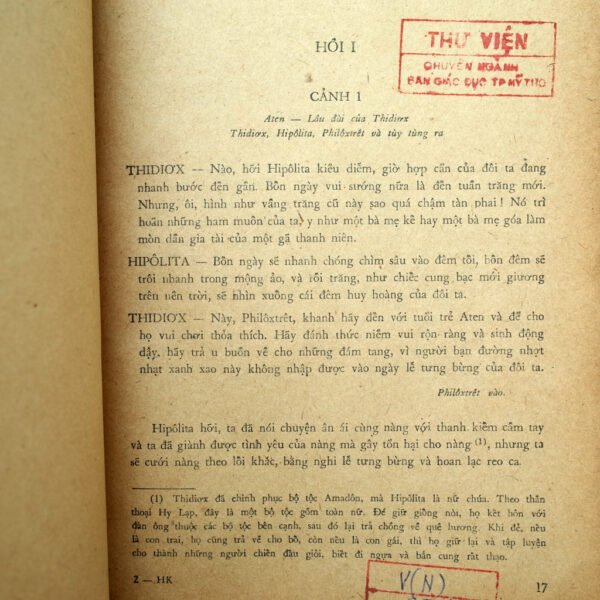 HỒI I
THƯ VIỆN
CHUYÊN NGÀNH
BAN GIÁO DỤC TP MỸ THO
CẢNH 1
Aten — Lâu đài của Thidiơx
Thidiơx, Hipôlita, Philôxtrêt và tùy tùng ra
THIDIƠX — Nào, hỡi Hipôlita kiêu diễm, giờ hợp cẩn của đôi ta đang
nhanh bước đến gần. Bốn ngày vui sướng nữa là đến tuần trăng mới.
Nhưng, ôi, hình như vầng trăng cũ này sao quá chậm tàn phai ! Nó trì
hoãn những ham muốn của ta, y như một bà mẹ kế hay một bà mẹ góa làm
mòn dần gia tài của một gã thanh niên.
HIPÔLITA — Bốn ngày sẽ nhanh chóng chìm sâu vào đêm tối, bốn đêm sẽ
trôi nhanh trong mộng ảo, và rồi trăng, như chiếc cung bạc mới giương
trên nền trời, sẽ nhìn xuống cái đêm huy hoàng của đôi ta.
THIDIƠX — Này, Philôxtrêt, khanh hãy đến với tuổi trẻ Aten và để cho
họ vui chơi thỏa thích. Hãy đánh thức niềm vui rộn ràng và sinh động
dậy, hãy trả u buồn về cho những đám tang, vì người bạn đường nhợt
nhạt xanh xao này không nhập được vào ngày lễ tưng bừng của đôi ta.
Philôxtrêt vào.
Hipôlita hỡi, ta đã nói chuyện ân ái cùng nàng với thanh kiếm cầm tay
và ta đã giành được tình yêu của nàng mà gây tổn hại cho nàng (1), nhưng ta
sẽ cưới nàng theo lối khác, bằng nghi lễ tưng bừng và hoan lạc reo ca.
(1) Thidiơx đã chinh phục bộ tộc Amadôn, mà Hipôlita là nữ chúa. Theo thần
thoại Hy Lạp, đây là một bộ tộc gồm toàn nữ. Để giữ giống nòi, họ kết hôn với
đàn ông thuộc các bộ tộc bên cạnh, sau đó lại trả chồng về quê hương. Khi đẻ, nếu
là con trai, họ cũng trả về cho bố, còn nếu là con gái, thì họ giữ lại và tập luyện
cho thành những người chiến đấu giỏi, biết đi ngựa và bắn cung rất thạo.
2 — HK
V(N)
17